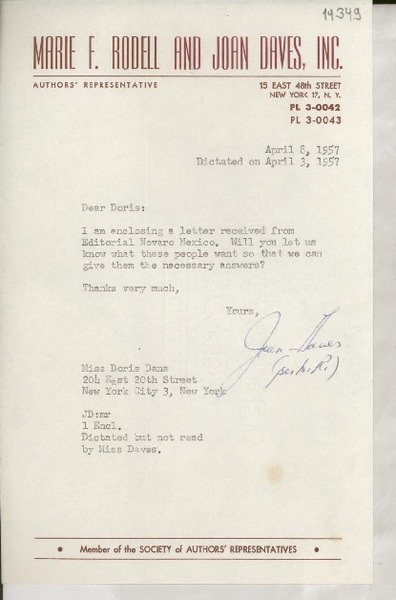 14349
MARIE F. RODELL AND JOAN DAVES, INC.
AUTHORS' REPRESENTATIVE
15 EAST 48th STREET
NEW YORK 17, N. Y.
PL 3-0042
PL 3-0043
April 8, 1957
Dictated on April 3, 1957
Dear Doris:
I am enclosing a letter received from
Editorial Novaro Mexico. Will you let us
know what these people want so that we can
give them the necessary answers?
Thanks very much,
Yours,
Joan Daves
(per M.R.)
Miss Doris Dana
204 East 20th Street
New York City 3, New York
JD:mr
1 Encl.
Dictated but not read
by Miss Daves.
• Member of the SOCIETY of AUTHORS' REPRESENTATIVES •